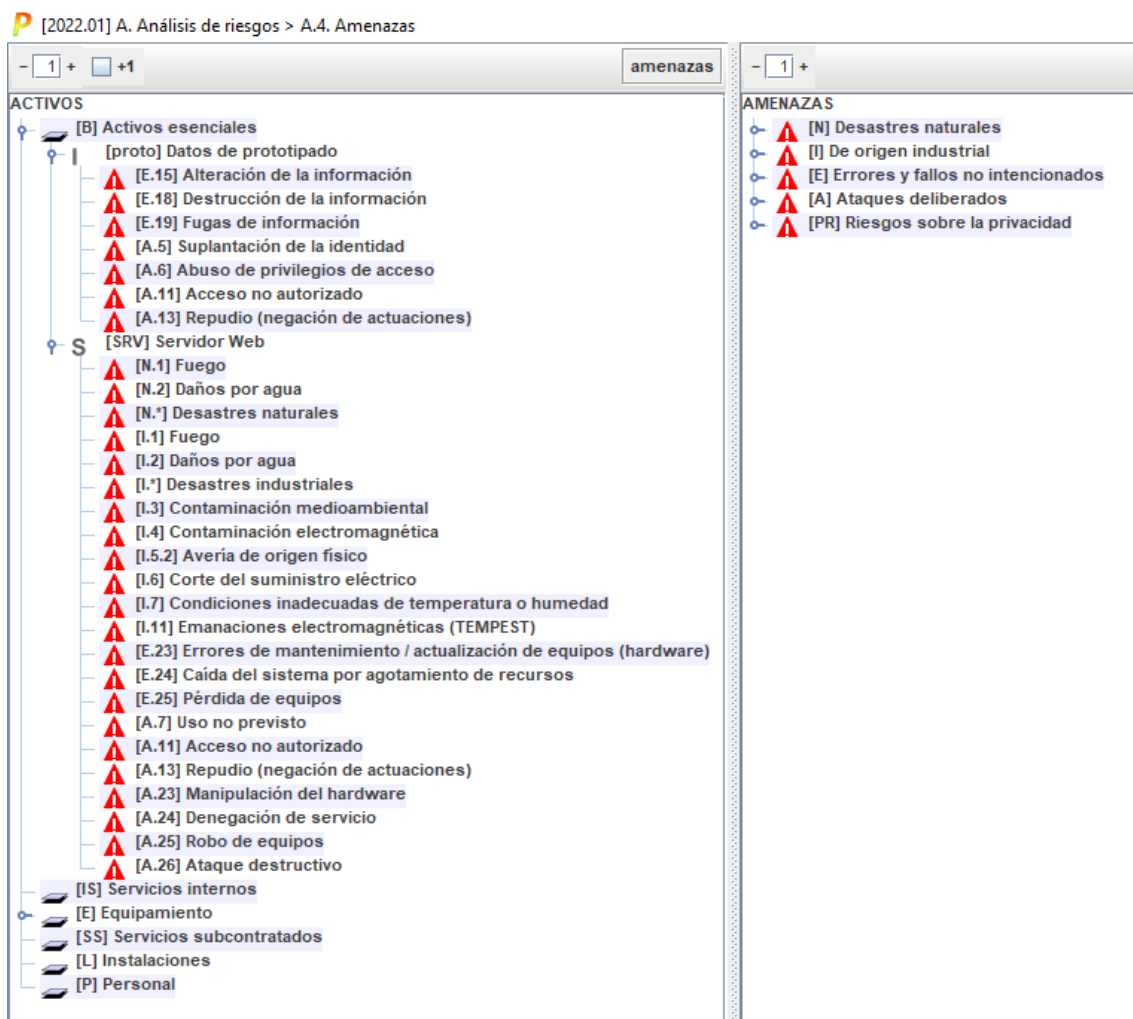 P [2022.01] A. Análisis de riesgos > A.4. Amenazas
- 1 + +1 amenazas
ACTIVOS
[B] Activos esenciales
I [proto] Datos de prototipado
[E.15] Alteración de la información
[E.18] Destrucción de la información
[E.19] Fugas de información
[A.5] Suplantación de la identidad
[A.6] Abuso de privilegios de acceso
[A.11] Acceso no autorizado
[A.13] Repudio (negación de actuaciones)
S [SRV] Servidor Web
[N.1] Fuego
[N.2] Daños por agua
[N.*] Desastres naturales
[I.1] Fuego
[I.2] Daños por agua
[I.*] Desastres industriales
[I.3] Contaminación medioambiental
[I.4] Contaminación electromagnética
[I.5.2] Avería de origen físico
[I.6] Corte del suministro eléctrico
[I.7] Condiciones inadecuadas de temperatura o humedad
[I.11] Emanaciones electromagnéticas (TEMPEST)
[E.23] Errores de mantenimiento / actualización de equipos (hardware)
[E.24] Caída del sistema por agotamiento de recursos
[E.25] Pérdida de equipos
[A.7] Uso no previsto
[A.11] Acceso no autorizado
[A.13] Repudio (negación de actuaciones)
[A.23] Manipulación del hardware
[A.24] Denegación de servicio
[A.25] Robo de equipos
[A.26] Ataque destructivo
[IS] Servicios internos
[E] Equipamiento
[SS] Servicios subcontratados
[L] Instalaciones
[P] Personal
- 1 +
AMENAZAS
[N] Desastres naturales
[I] De origen industrial
[E] Errores y fallos no intencionados
[A] Ataques deliberados
[PR] Riesgos sobre la privacidad